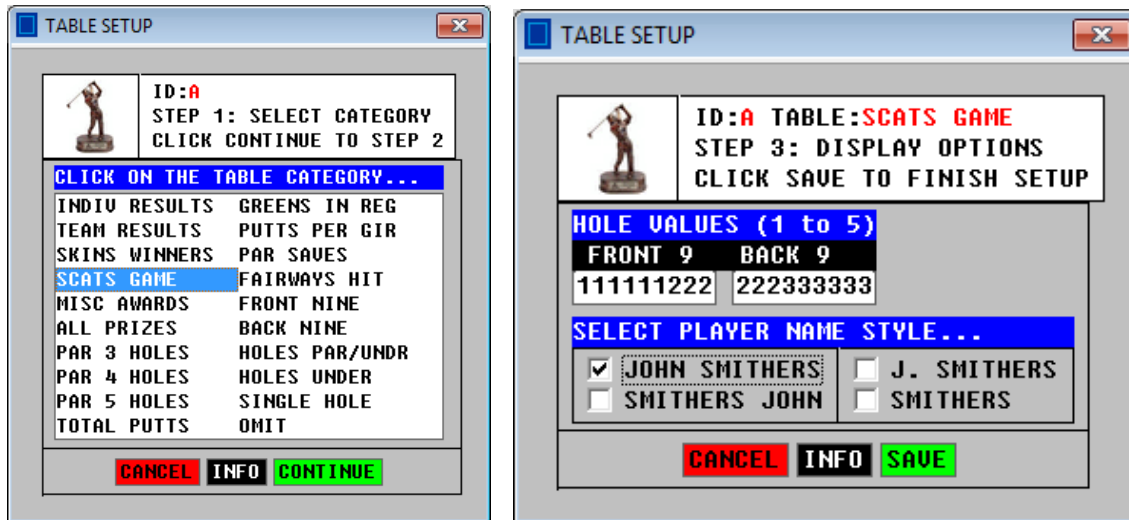 TABLE SETUP
ID:A
STEP 1: SELECT CATEGORY
CLICK CONTINUE TO STEP 2
CLICK ON THE TABLE CATEGORY...
INDIV RESULTS GREENS IN REG
TEAM RESULTS PUTTS PER GIR
SKINS WINNERS PAR SAVES
SCATS GAME FAIRWAYS HIT
MISC AWARDS FRONT NINE
ALL PRIZES BACK NINE
PAR 3 HOLES HOLES PAR/UNDR
PAR 4 HOLES HOLES UNDER
PAR 5 HOLES SINGLE HOLE
TOTAL PUTTS OMIT
CANCEL INFO CONTINUE
TABLE SETUP
ID:A TABLE:SCATS GAME
STEP 3: DISPLAY OPTIONS
CLICK SAVE TO FINISH SETUP
HOLE VALUES (1 to 5)
FRONT 9 BACK 9
111111222 222333333
SELECT PLAYER NAME STYLE...
JOHN SMITHERS J. SMITHERS
SMITHERS JOHN SMITHERS
CANCEL INFO SAVE